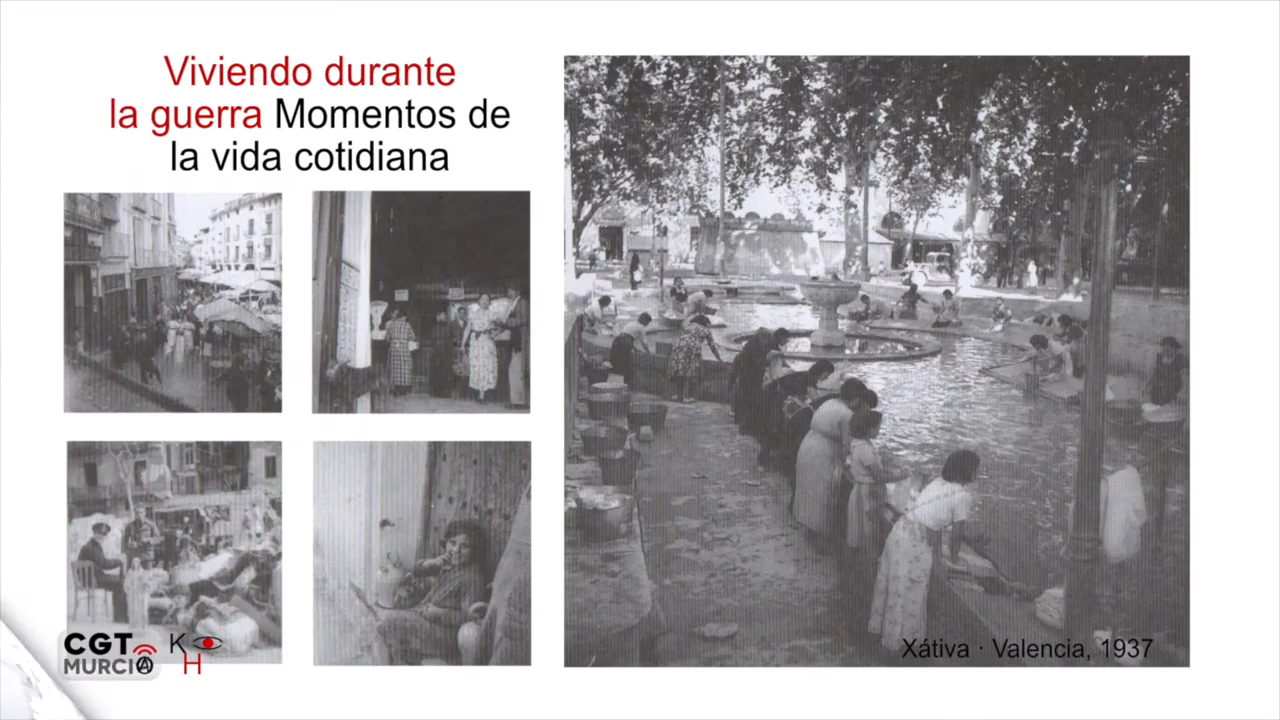 Viviendo durante
la guerra Momentos de
la vida cotidiana
Xátiva · Valencia, 1937
CGT
MURCIA
K
H